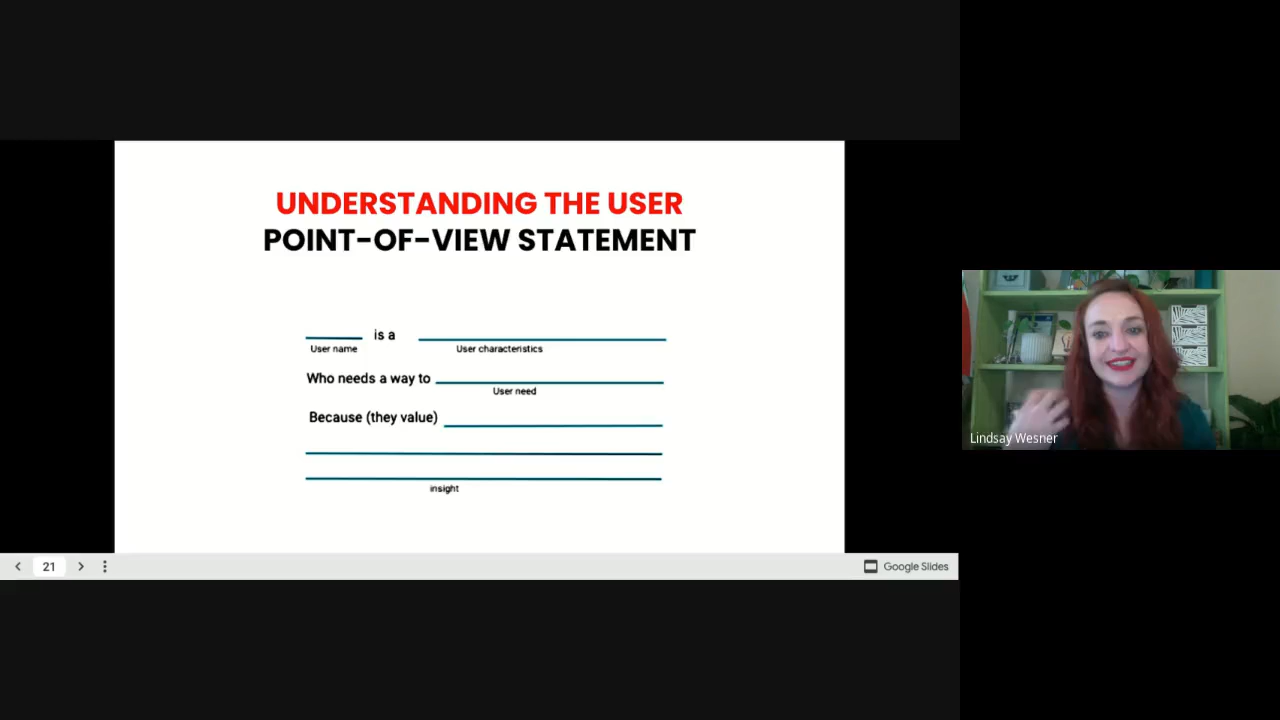 UNDERSTANDING THE USER
POINT-OF-VIEW STATEMENT
is a
User name
User characteristics
Who needs a way to
User need
Because (they value)
insight
Lindsay Wesner
21
Google Slides